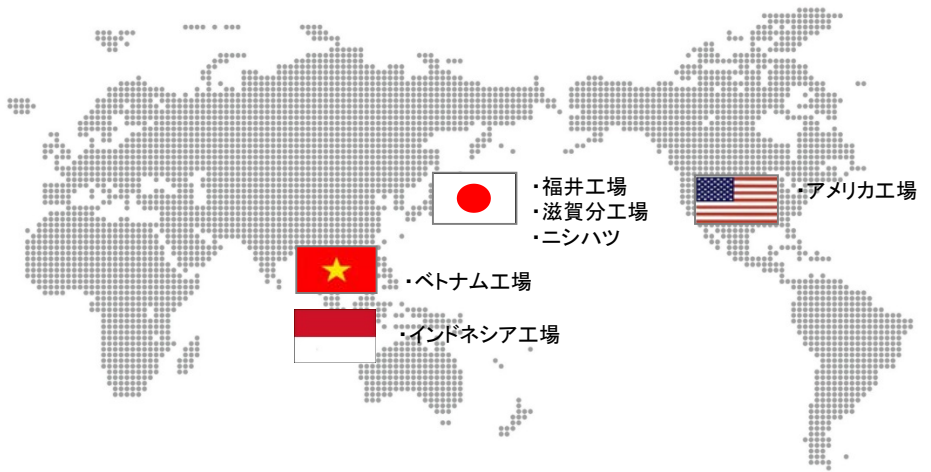 ・福井工場
・滋賀分工場
・ニシハツ
・アメリカ工場
・ベトナム工場
・インドネシア工場